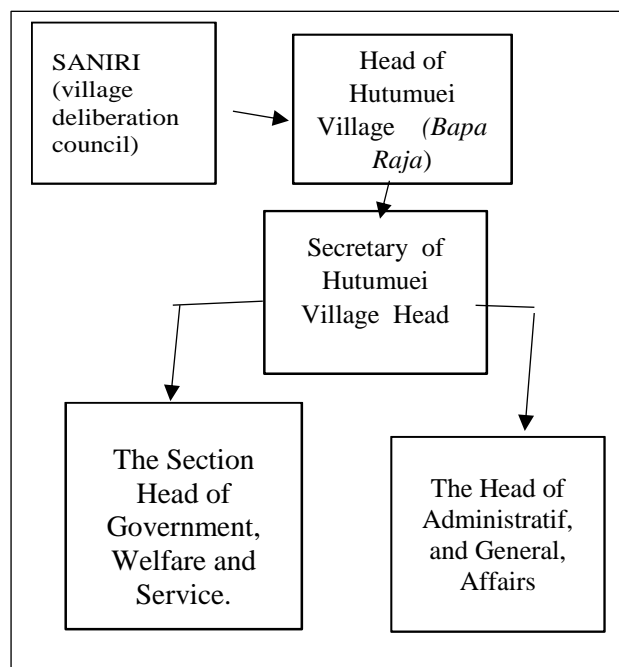 SANIRI
(village
deliberation
council)
Head of
Hutumuei
Village (Bapa
Raja)
Secretary of
Hutumuei
Village Head
The Section
Head of
Government,
Welfare and
Service.
The Head of
Administratif,
and General,
Affairs